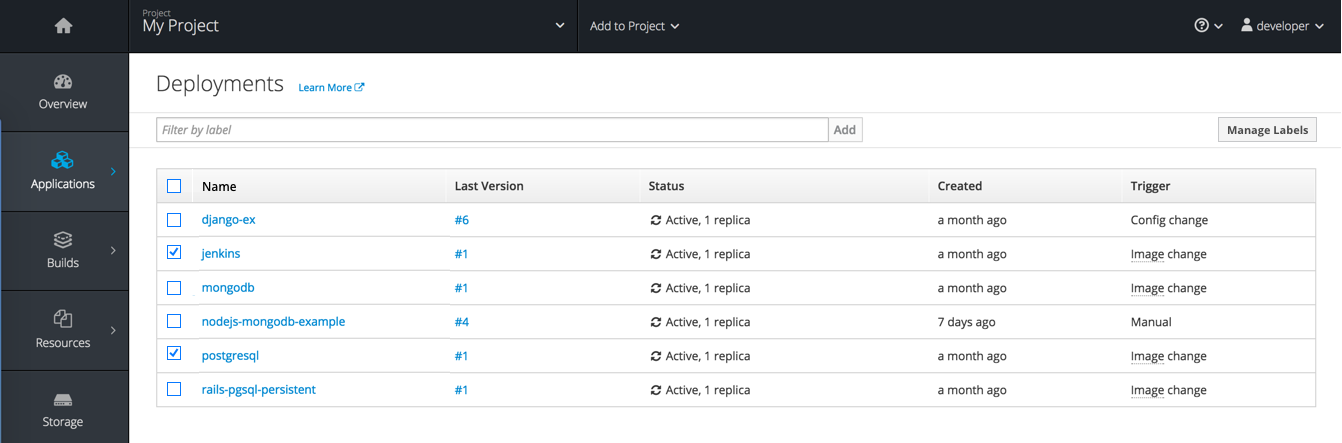 Project
My Project
Add to Project
developer
Overview
Applications
Builds
Resources
Storage
Deployments Learn More
Filter by label Add Manage Labels
Name Last Version Status Created Trigger
django-ex #6 Active, 1 replica a month ago Config change
jenkins #1 Active, 1 replica a month ago Image change
mongodb #1 Active, 1 replica a month ago Image change
nodejs-mongodb-example #4 Active, 1 replica 7 days ago Manual
postgresql #1 Active, 1 replica a month ago Image change
rails-pgsql-persistent #1 Active, 1 replica a month ago Image change